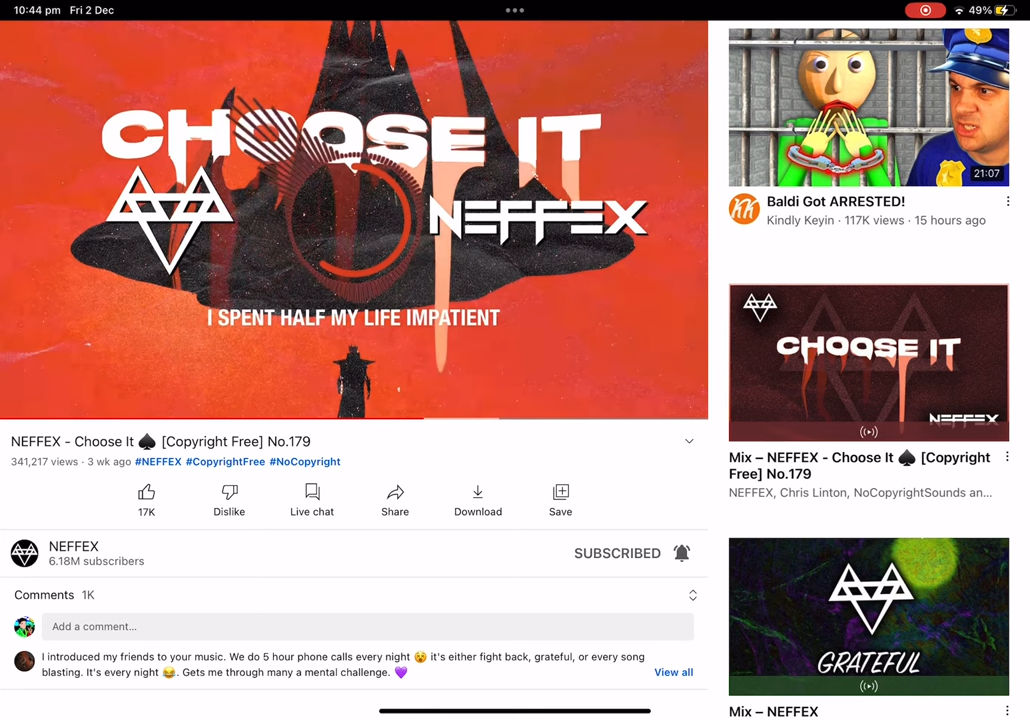 10:44 pm Fri 2 Dec
49%
CHOOSE IT
NEFFEX
I SPENT HALF MY LIFE IMPATIENT
NEFFEX - Choose It ♠ [Copyright Free] No.179
341,217 views · 3 wk ago #NEFFEX #CopyrightFree #NoCopyright
17K
Dislike
Live chat
Share
Download
Save
NEFFEX
6.18M subscribers
SUBSCRIBED
Comments 1K
Add a comment...
I introduced my friends to your music. We do 5 hour phone calls every night 😯 it's either fight back, grateful, or every song
blasting. It's every night 😂. Gets me through many a mental challenge. 💜
View all
21:07
Baldi Got ARRESTED!
Kindly Keyin · 117K views · 15 hours ago
CHOOSE IT
NEFFEX
Mix – NEFFEX - Choose It ♠ [Copyright
Free] No.179
NEFFEX, Chris Linton, NoCopyrightSounds an...
GRATEFUL
Mix – NEFFEX